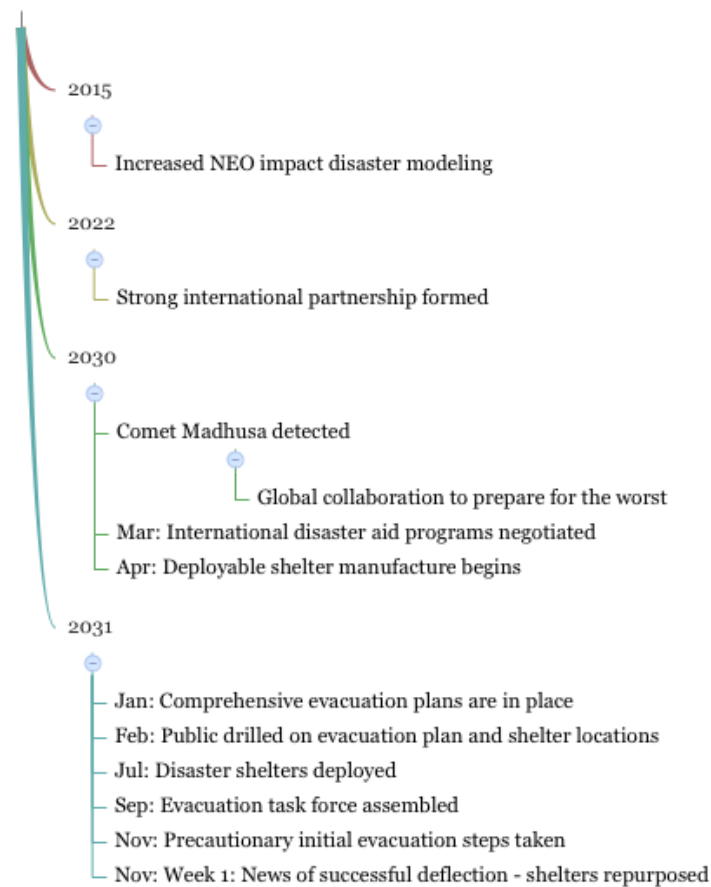 2015
Increased NEO impact disaster modeling
2022
Strong international partnership formed
2030
Comet Madhusa detected
Global collaboration to prepare for the worst
Mar: International disaster aid programs negotiated
Apr: Deployable shelter manufacture begins
2031
Jan: Comprehensive evacuation plans are in place
Feb: Public drilled on evacuation plan and shelter locations
Jul: Disaster shelters deployed
Sep: Evacuation task force assembled
Nov: Precautionary initial evacuation steps taken
Nov: Week 1: News of successful deflection - shelters repurposed